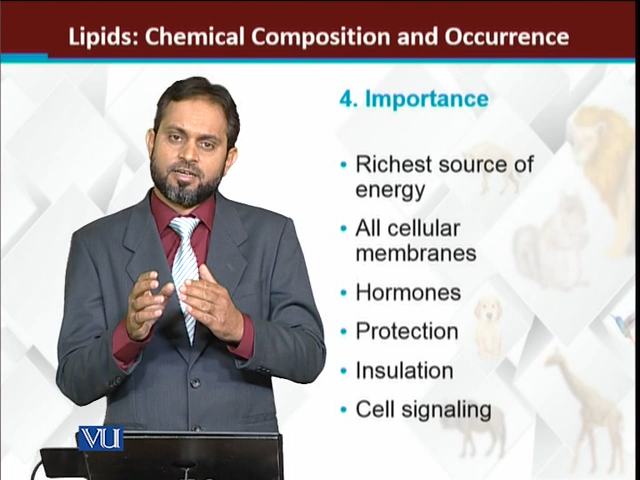 Lipids: Chemical Composition and Occurrence
4. Importance
• Richest source of
energy
• All cellular
membranes
• Hormones
• Protection
• Insulation
• Cell signaling
VU